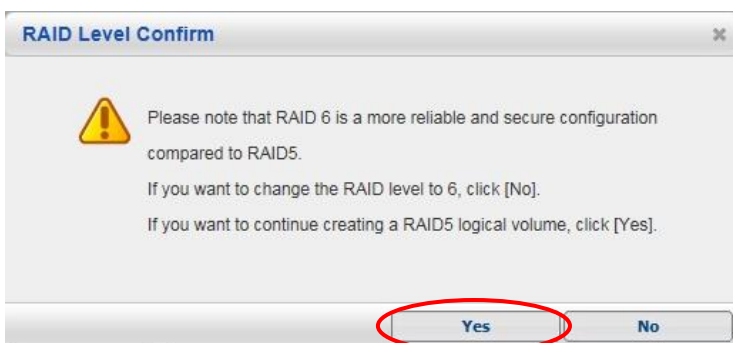 RAID Level Confirm
Please note that RAID 6 is a more reliable and secure configuration
compared to RAID5.
If you want to change the RAID level to 6, click [No].
If you want to continue creating a RAID5 logical volume, click [Yes].
Yes
No